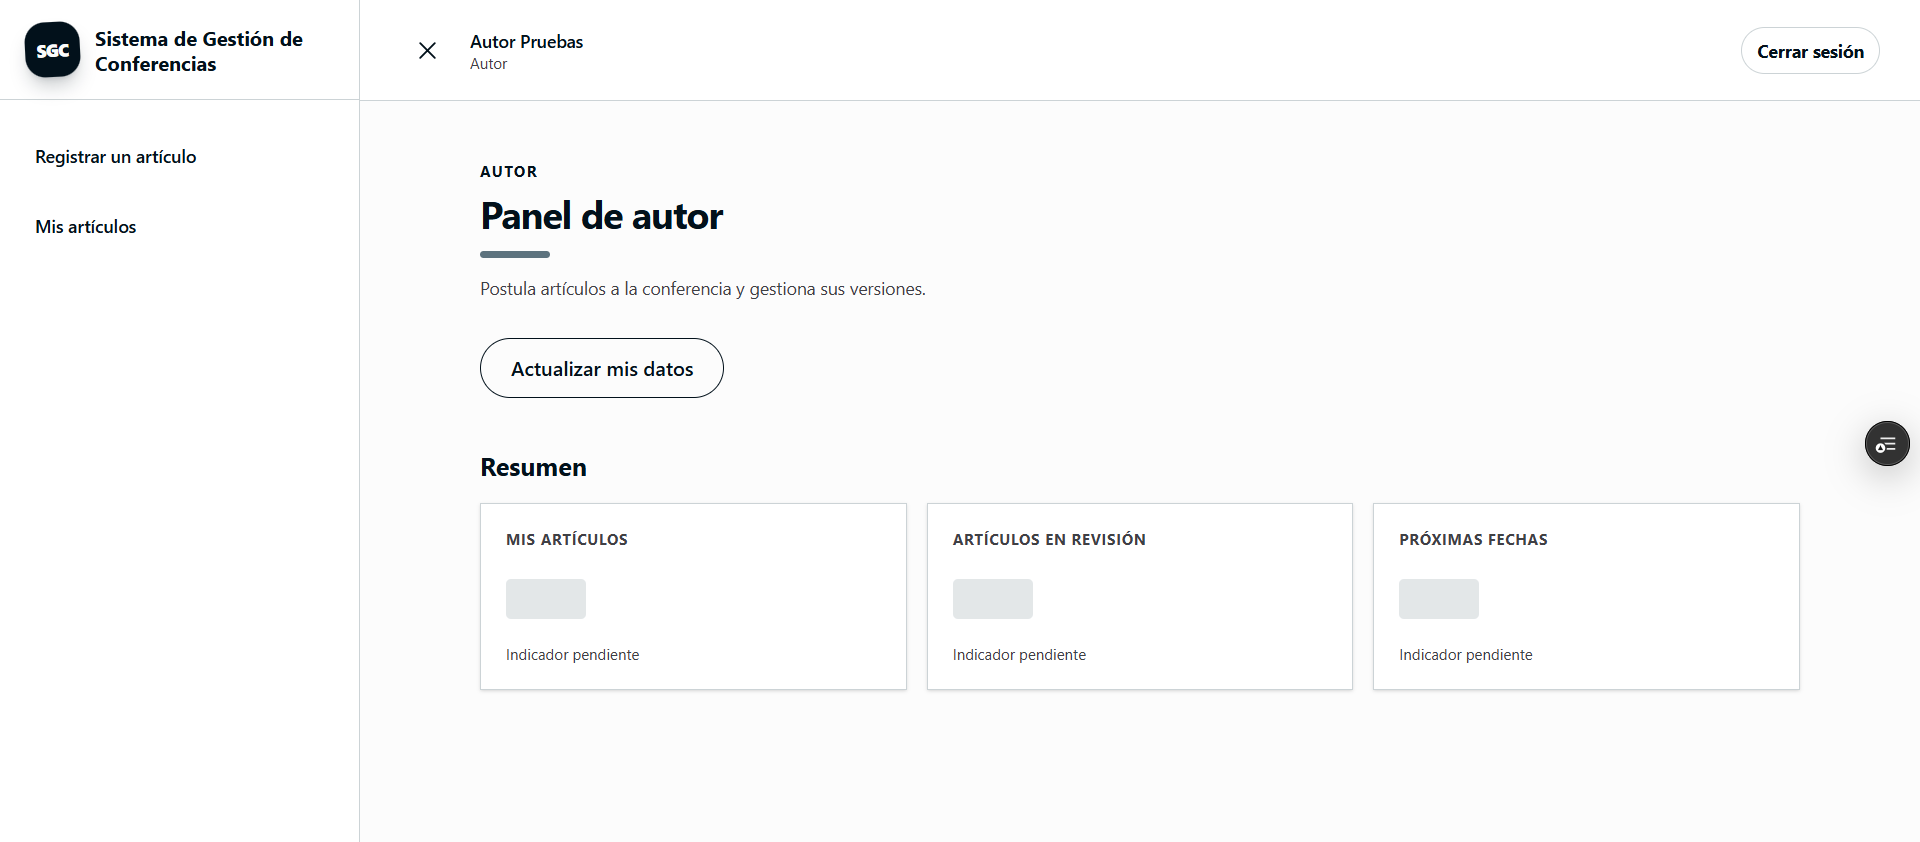 SGC
Sistema de Gestión de
Conferencias
Autor Pruebas
Autor
Cerrar sesión
Registrar un artículo
Mis artículos
AUTOR
Panel de autor
Postula artículos a la conferencia y gestiona sus versiones.
Actualizar mis datos
Resumen
MIS ARTÍCULOS
Indicador pendiente
ARTÍCULOS EN REVISIÓN
Indicador pendiente
PRÓXIMAS FECHAS
Indicador pendiente